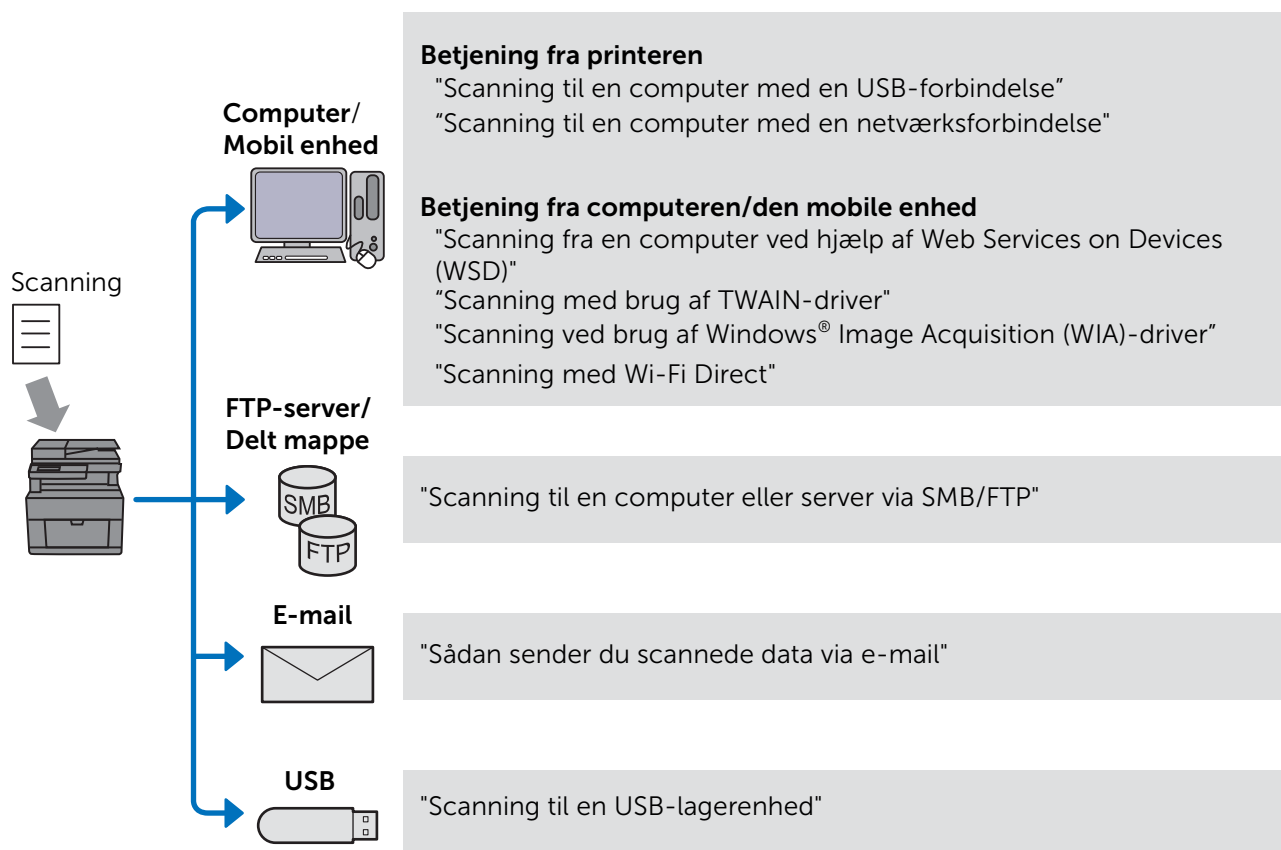 Scanning
Computer/
Mobil enhed
Betjening fra printeren
"Scanning til en computer med en USB-forbindelse”
“Scanning til en computer med en netværksforbindelse"
Betjening fra computeren/den mobile enhed
"Scanning fra en computer ved hjælp af Web Services on Devices
(WSD)"
“Scanning med brug af TWAIN-driver"
"Scanning ved brug af Windows® Image Acquisition (WIA)-driver”
"Scanning med Wi-Fi Direct"
FTP-server/
Delt mappe
SMB
FTP
"Scanning til en computer eller server via SMB/FTP"
E-mail
"Sådan sender du scannede data via e-mail"
USB
"Scanning til en USB-lagerenhed"